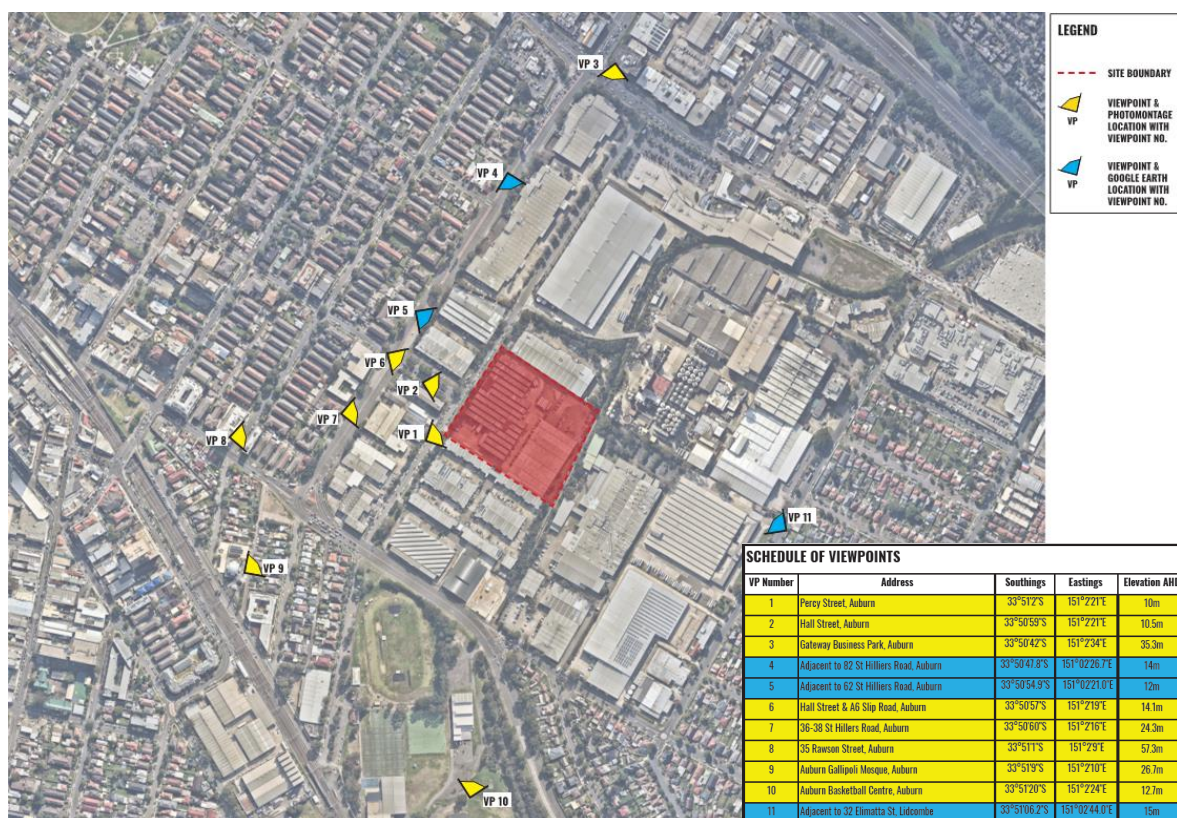 LEGEND
SITE BOUNDARY
VIEWPOINT &
PHOTOMONTAGE
LOCATION WITH
VIEWPOINT NO.
VP
VIEWPOINT &
GOOGLE EARTH
LOCATION WITH
VIEWPOINT NO.
VP
VP 3
VP 4
VP 5
VP 6
VP 2
VP 7
VP 1
VP 8
VP 11
VP 9
VP 10
SCHEDULE OF VIEWPOINTS
VP Number Address Southings Eastings Elevation AHD
1 Percy Street, Auburn 33°51'2"S 151°2'21"E 10m
2 Hall Street, Auburn 33°50'59"S 151°2'21"E 10.5m
3 Gateway Business Park, Auburn 33°50'42"S 151°2'34"E 35.3m
4 Adjacent to 82 St Hilliers Road, Auburn 33°50'47.8"S 151°02'26.7"E 14m
5 Adjacent to 62 St Hilliers Road, Auburn 33°50'54.9"S 151°02'21.0"E 12m
6 Hall Street & A6 Slip Road, Auburn 33°50'57"S 151°2'19"E 14.1m
7 36-38 St Hillers Road, Auburn 33°50'60"S 151°2'16"E 24.3m
8 35 Rawson Street, Auburn 33°51'1"S 151°2'9"E 57.3m
9 Auburn Gallipoli Mosque, Auburn 33°51'9"S 151°2'10"E 26.7m
10 Auburn Basketball Centre, Auburn 33°51'20"S 151°2'24"E 12.7m
11 Adjacent to 32 Elimatta St, Lidcombe 33°51'06.2"S 151°02'44.0"E 15m